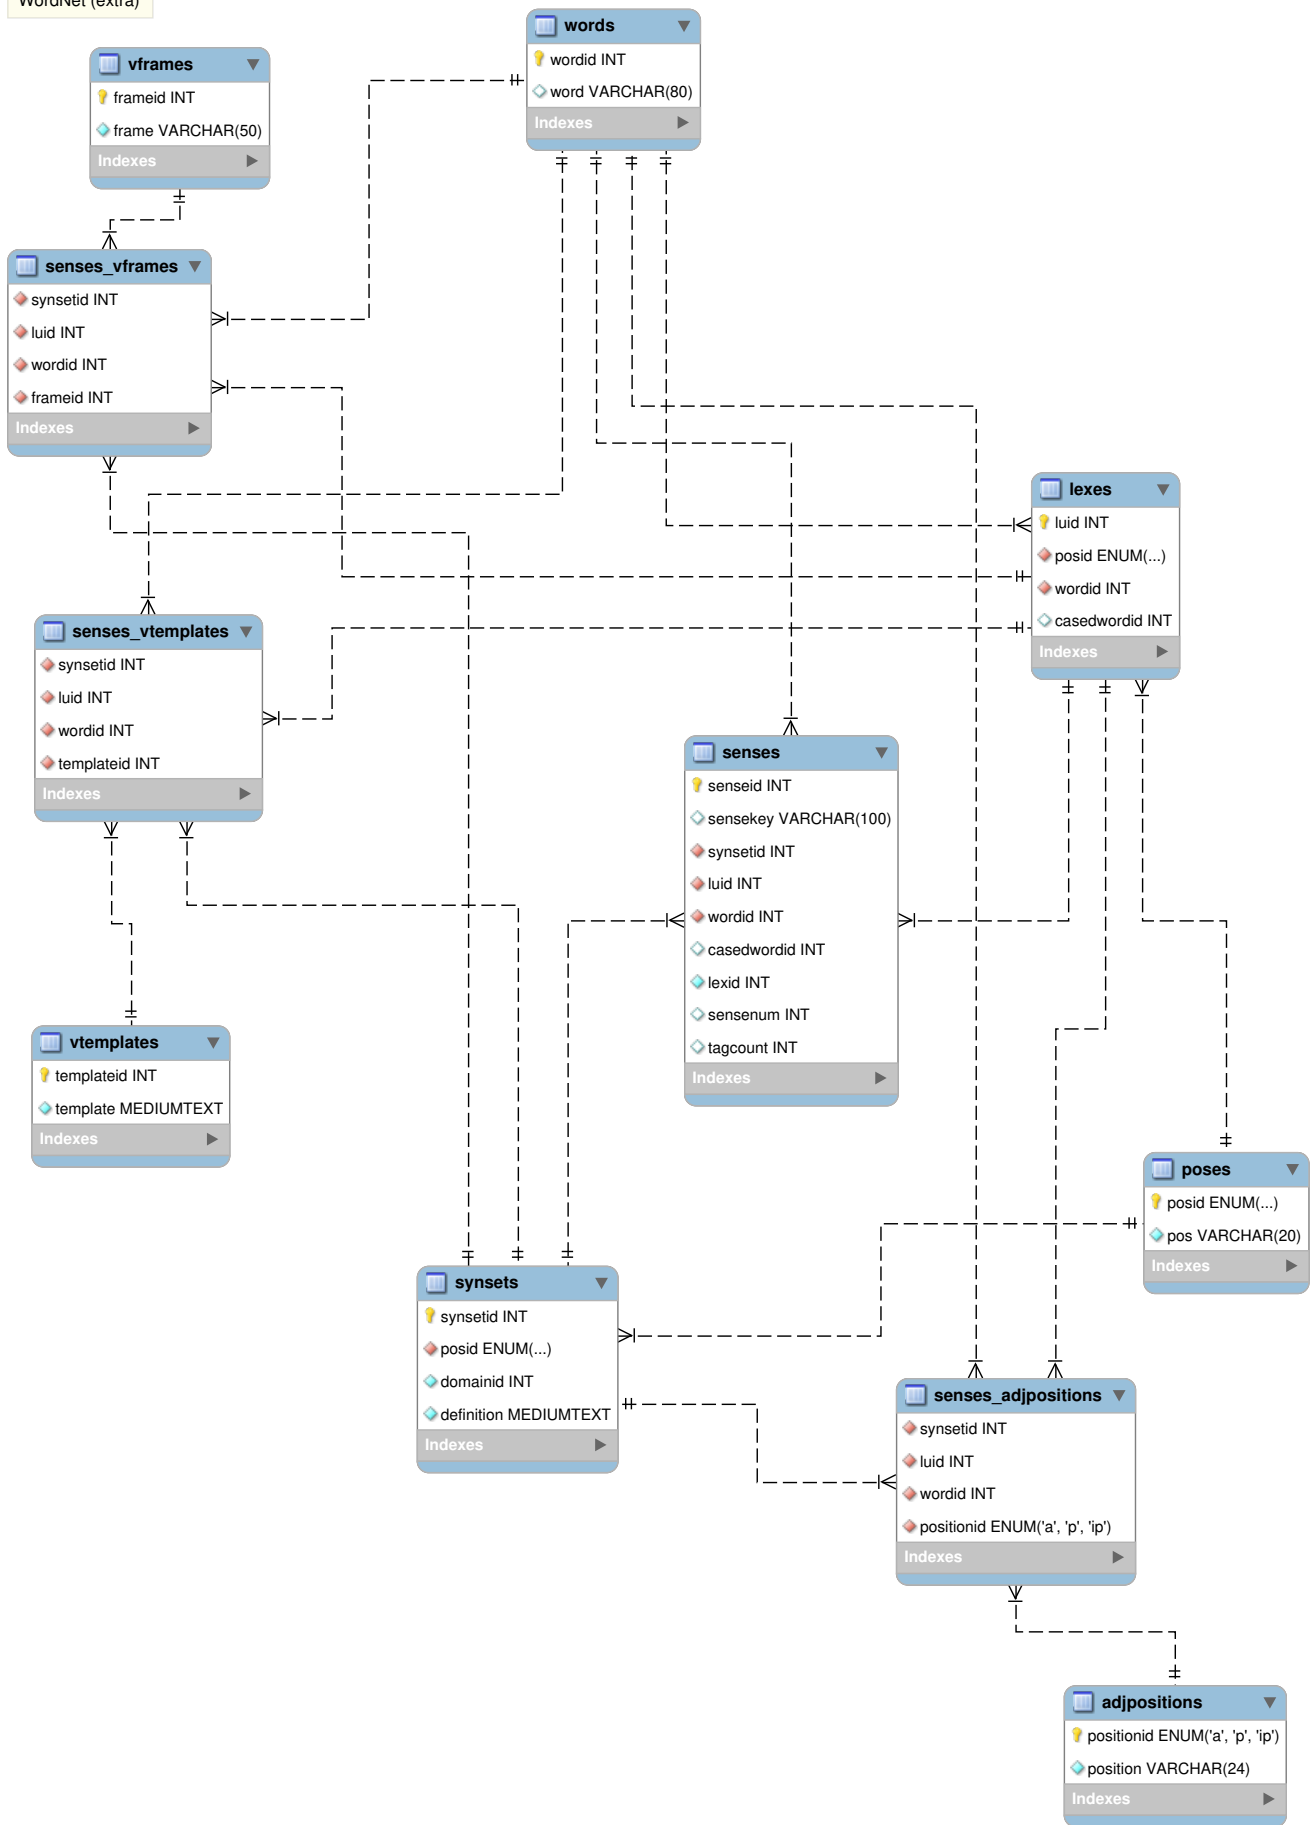 WordNet (extra)
words
wordid INT
word VARCHAR(80)
Indexes
vframes
frameid INT
frame VARCHAR(50)
Indexes
senses_vframes
synsetid INT
luid INT
wordid INT
frameid INT
Indexes
lexes
luid INT
posid ENUM(...)
wordid INT
casedwordid INT
Indexes
senses_vtemplates
synsetid INT
luid INT
wordid INT
templateid INT
Indexes
senses
senseid INT
sensekey VARCHAR(100)
synsetid INT
luid INT
wordid INT
casedwordid INT
lexid INT
sensenum INT
tagcount INT
Indexes
vtemplates
templateid INT
template MEDIUMTEXT
Indexes
poses
posid ENUM(...)
pos VARCHAR(20)
Indexes
synsets
synsetid INT
posid ENUM(...)
domainid INT
definition MEDIUMTEXT
Indexes
senses_adjpositions
synsetid INT
luid INT
wordid INT
positionid ENUM('a', 'p', 'ip')
Indexes
adjpositions
positionid ENUM('a', 'p', 'ip')
position VARCHAR(24)
Indexes